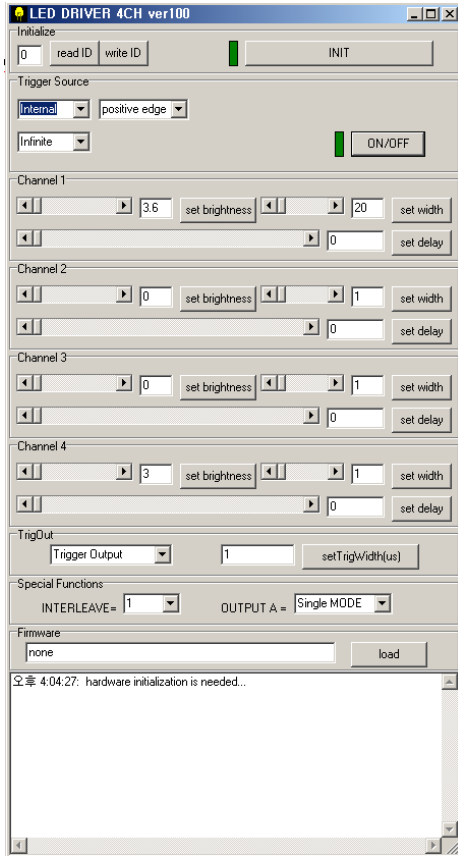 LED DRIVER 4CH ver100
Initialize
0 read ID write ID INIT
Trigger Source
Internal positive edge
Infinite ON/OFF
Channel 1
3.6 set brightness 20 set width
0 set delay
Channel 2
0 set brightness 1 set width
0 set delay
Channel 3
0 set brightness 1 set width
0 set delay
Channel 4
3 set brightness 1 set width
0 set delay
TrigOut
Trigger Output 1 setTrigWidth(us)
Special Functions
INTERLEAVE= 1 OUTPUT A = Single MODE
Firmware
none load
오후 4:04:27: hardware initialization is needed...